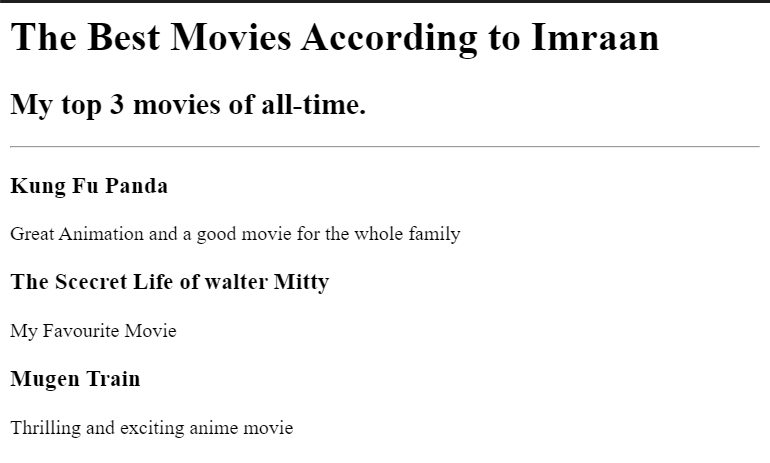 The Best Movies According to Imraan
My top 3 movies of all-time.
Kung Fu Panda
Great Animation and a good movie for the whole family
The Scecret Life of walter Mitty
My Favourite Movie
Mugen Train
Thrilling and exciting anime movie